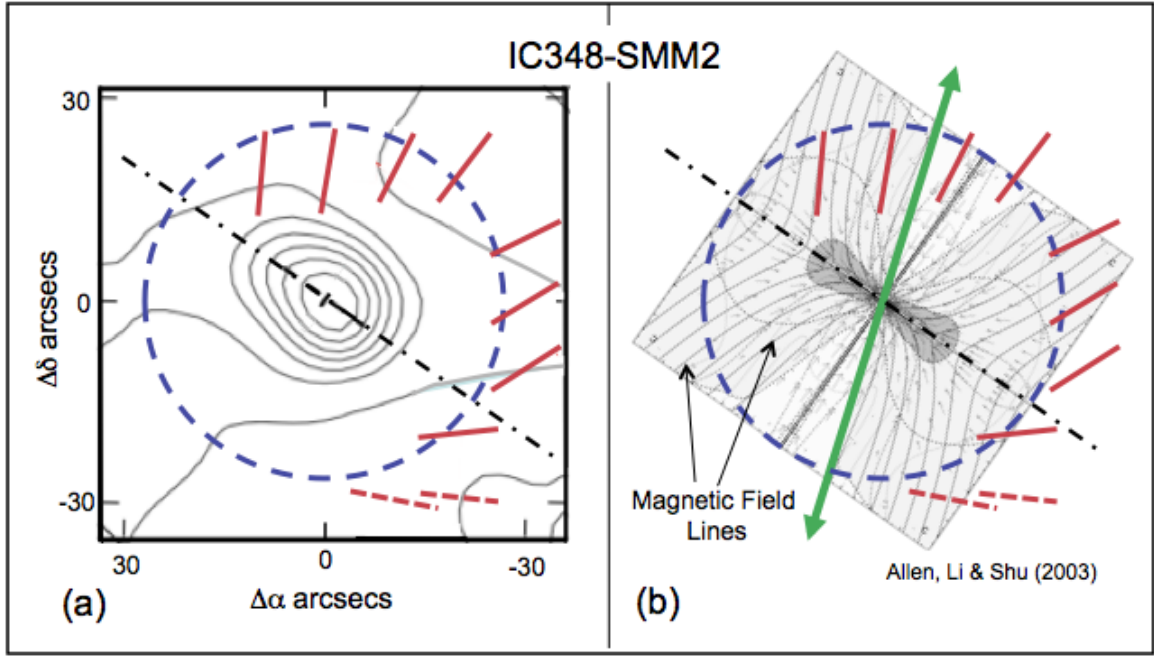 IC348-SMM2
30
0
-30
Δδ arcsecs
30
0
-30
Δα arcsecs
(a)
Magnetic Field
Lines
(b)
Allen, Li & Shu (2003)